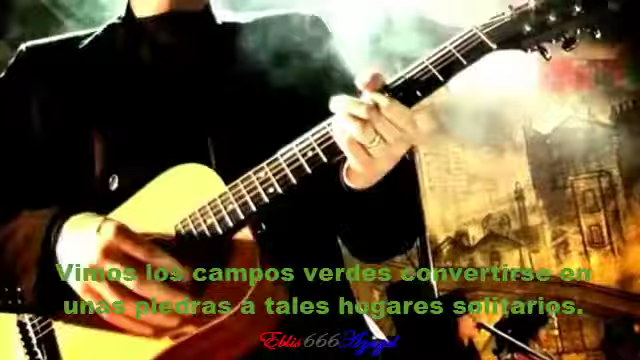 Vimos los campos verdes convertirse en
unas piedras a tales hogares solitarios.
Eblis666Azazel